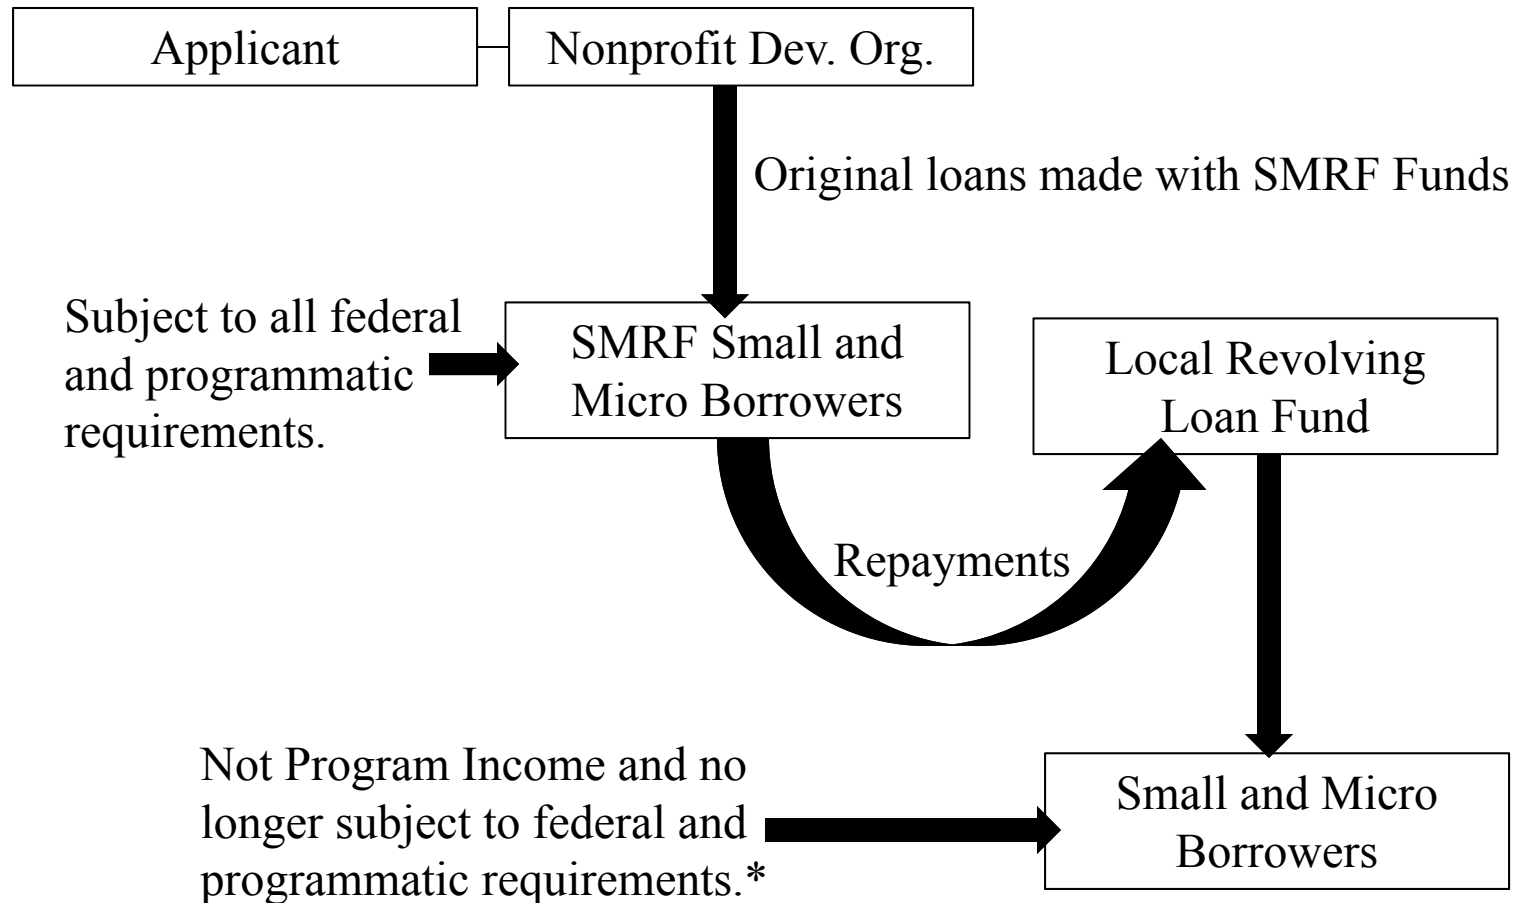 Applicant
Nonprofit Dev. Org.
Original loans made with SMRF Funds
Subject to all federal
and programmatic
requirements.
SMRF Small and
Micro Borrowers
Local Revolving
Loan Fund
Repayments
Not Program Income and no
longer subject to federal and
programmatic requirements.*
Small and Micro
Borrowers